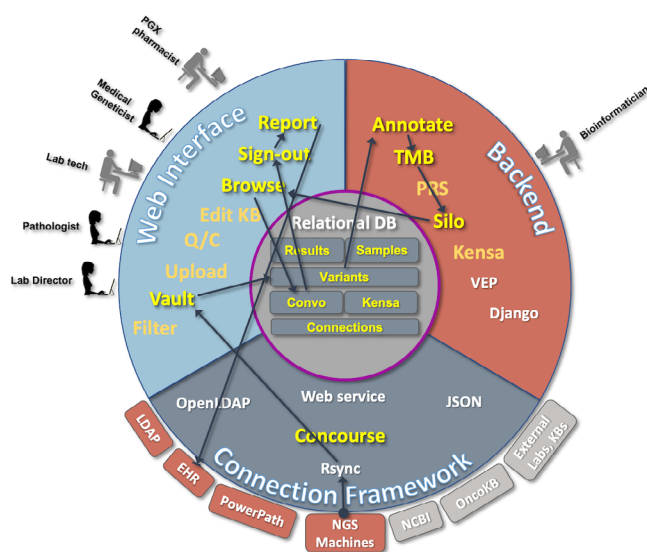 PGX
pharmacist
Medical
Geneticist
Lab tech
Pathologist
Lab Director
Bioinformatician
Web Interface
Report
Sign-out
Browse
Edit KB
Q/C
Upload
Vault
Filter
Backend
Annotate
TMB
PRS
Silo
Kensa
VEP
Django
Relational DB
Results
Samples
Variants
Convo
Kensa
Connections
OpenLDAP
Web service
JSON
Concourse
Rsync
Connection Framework
LDAP
EHR
PowerPath
NGS
Machines
NCBI
OncoKB
External
Labs, KBs